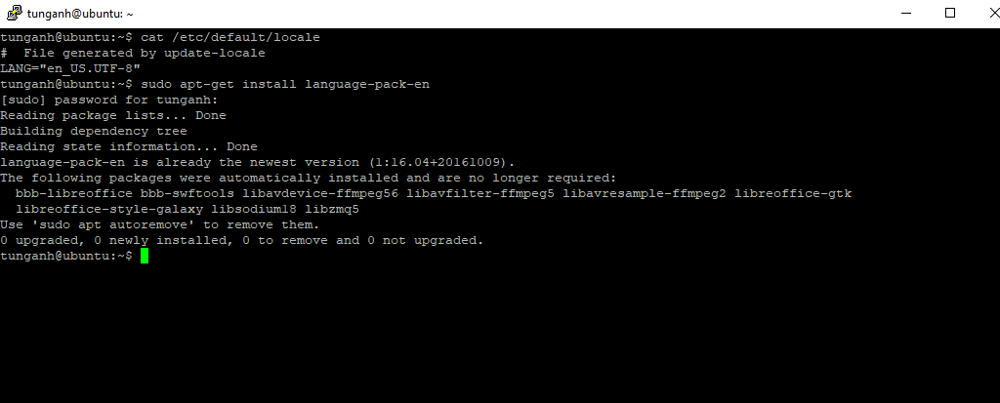 tunganh@ubuntu: ~
tunganh@ubuntu:~$ cat /etc/default/locale
#  File generated by update-locale
LANG="en_US.UTF-8"
tunganh@ubuntu:~$ sudo apt-get install language-pack-en
[sudo] password for tunganh:
Reading package lists... Done
Building dependency tree
Reading state information... Done
language-pack-en is already the newest version (1:16.04+20161009).
The following packages were automatically installed and are no longer required:
  bbb-libreoffice bbb-swftools libavdevice-ffmpeg56 libavfilter-ffmpeg5 libavresample-ffmpeg2 libreoffice-gtk
  libreoffice-style-galaxy libsodium18 libzmq5
Use 'sudo apt autoremove' to remove them.
0 upgraded, 0 newly installed, 0 to remove and 0 not upgraded.
tunganh@ubuntu:~$